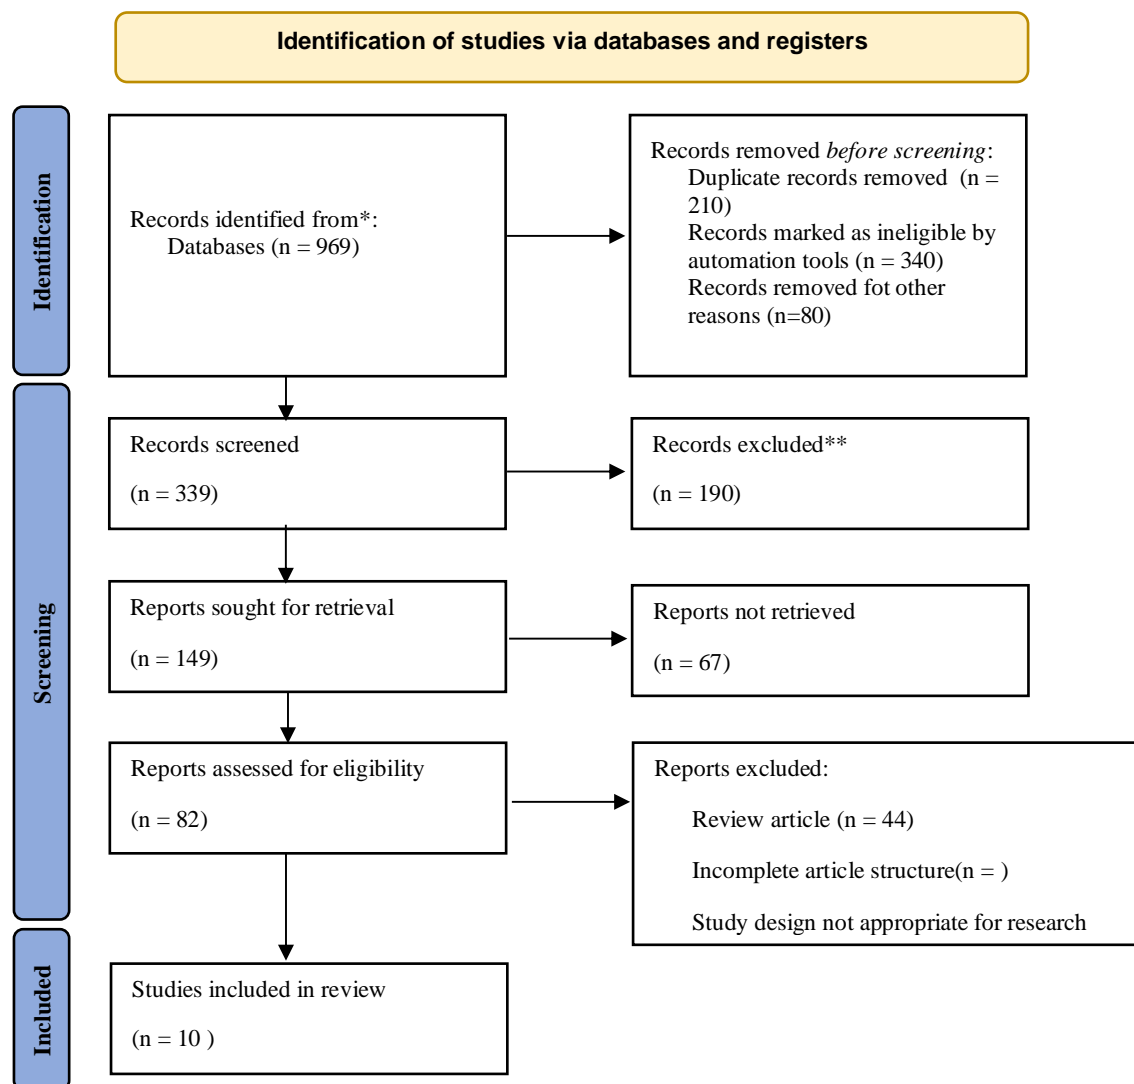 Identification of studies via databases and registers
Identification
Records identified from*:
Databases (n = 969)
Records removed before screening:
Duplicate records removed  (n =
210)
Records marked as ineligible by
automation tools (n = 340)
Records removed fot other
reasons (n=80)
Screening
Records screened
(n = 339)
Records excluded**
(n = 190)
Reports sought for retrieval
(n = 149)
Reports not retrieved
(n = 67)
Reports assessed for eligibility
(n = 82)
Reports excluded:
Review article (n = 44)
Incomplete article structure(n = )
Study design not appropriate for research
Included
Studies included in review
(n = 10 )